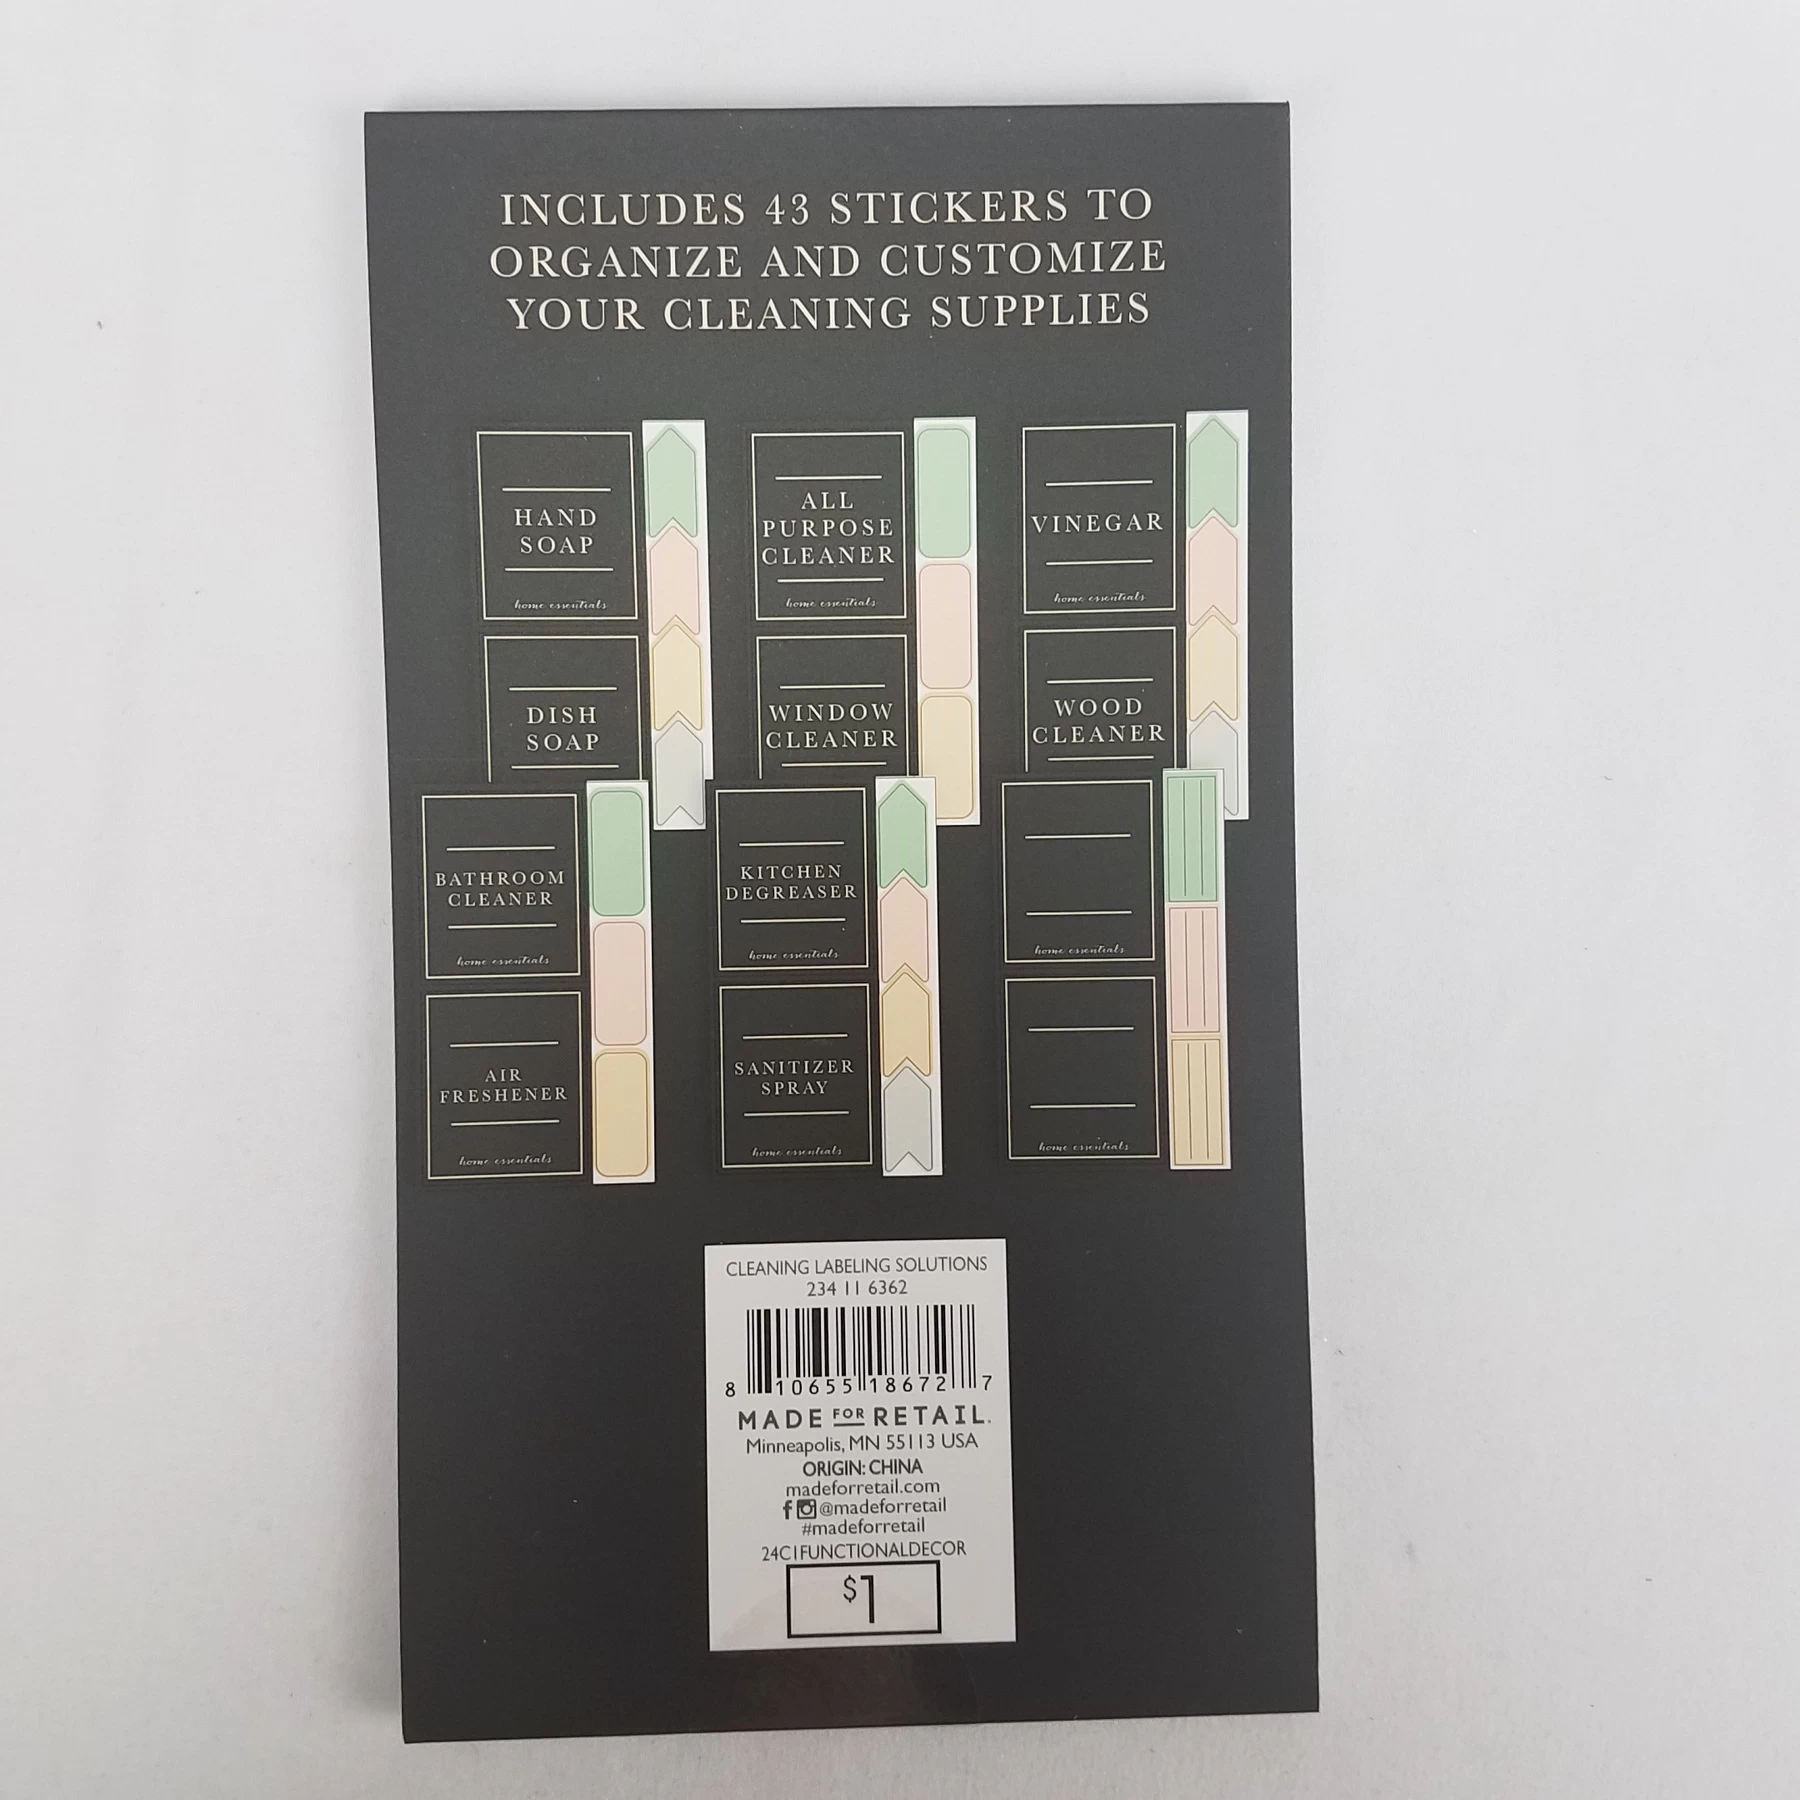 INCLUDES 43 STICKERS TO
ORGANIZE AND CUSTOMIZE
YOUR CLEANING SUPPLIES
HAND
SOAP
home essentials
ALL
PURPOSE
CLEANER
home essentials
VINEGAR
home essentials
DISH
SOAP
WINDOW
CLEANER
WOOD
CLEANER
BATHROOM
CLEANER
home essentials
KITCHEN
DEGREASER
home essentials
home essentials
AIR
FRESHENER
home essentials
SANITIZER
SPRAY
home essentials
home essentials
CLEANING LABELING SOLUTIONS
234 11 6362
8 10655 18672 7
MADE FOR RETAIL.
Minneapolis, MN 55113 USA
ORIGIN: CHINA
madeforretail.com
@madeforretail
#madeforretail
24C1FUNCTIONALDECOR
$1